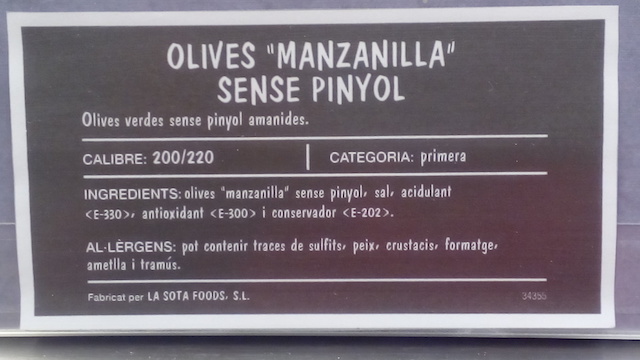 OLIVES "MANZANILLA"
SENSE PINYOL
Olives verdes sense pinyol amanides.
CALIBRE: 200/220 | CATEGORIA: primera
INGREDIENTS: olives "manzanilla" sense pinyol, sal, acidulant
<E-330>, antioxidant <E-300> i conservador <E-202>.
AL·LÈRGENS: pot contenir traces de sulfits, peix, crustacis, formatge,
ametlla i tramús.
Fabricat per LA SOTA FOODS, S.L.